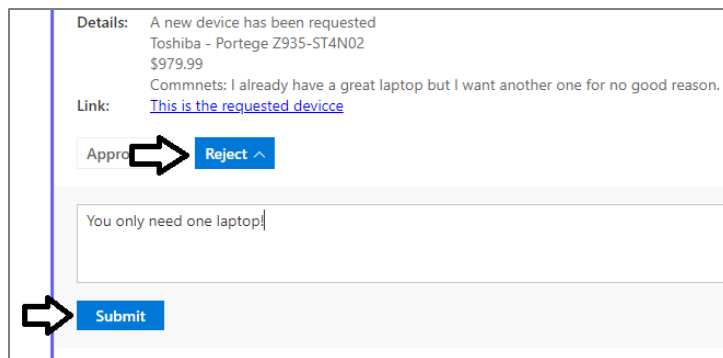 Details: A new device has been requested
Toshiba - Portege Z935-ST4N02
$979.99
Commnets: I already have a great laptop but I want another one for no good reason.
Link: This is the requested devicce
Appro Reject
You only need one laptop!
Submit